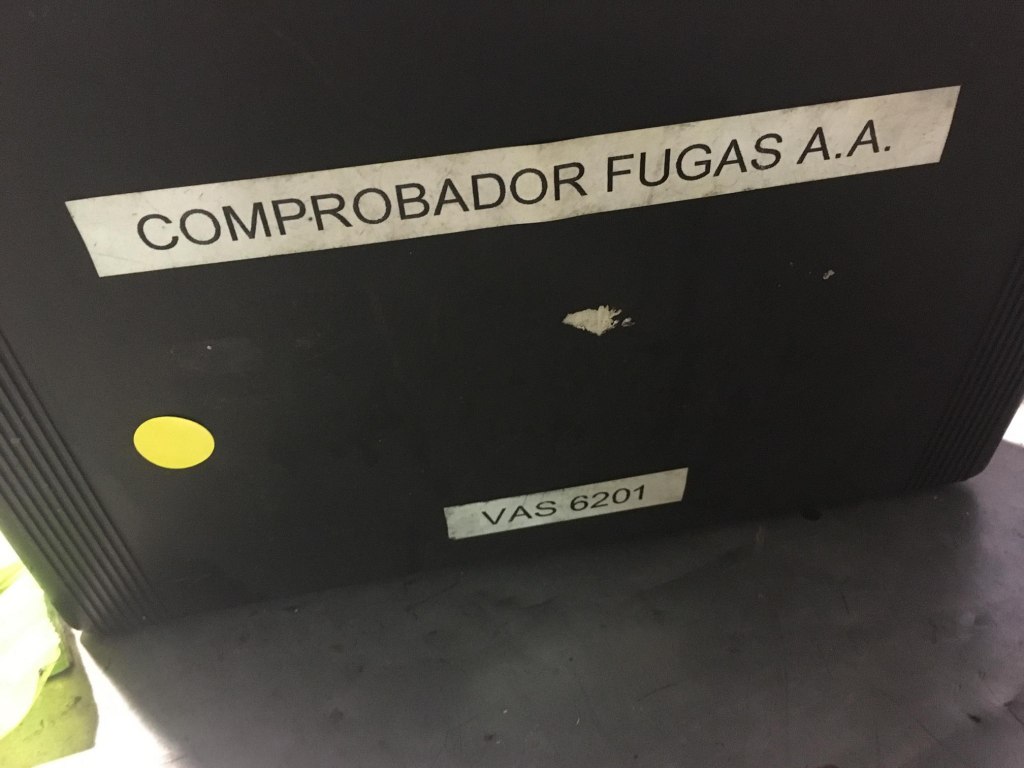 COMPROBADOR FUGAS A.A.
VAS 6201